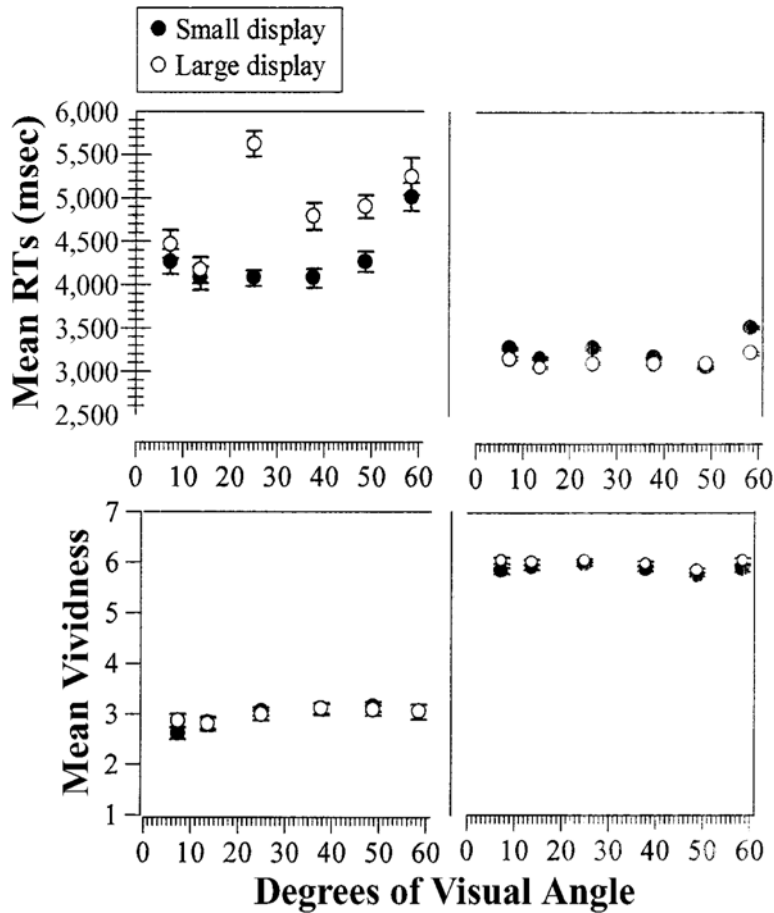 Small display
Large display
Mean RTs (msec)
6,000
5,500
5,000
4,500
4,000
3,500
3,000
2,500
0 10 20 30 40 50 60
0 10 20 30 40 50 60
Mean Vividness
7
6
5
4
3
2
1
0 10 20 30 40 50 60
0 10 20 30 40 50 60
Degrees of Visual Angle